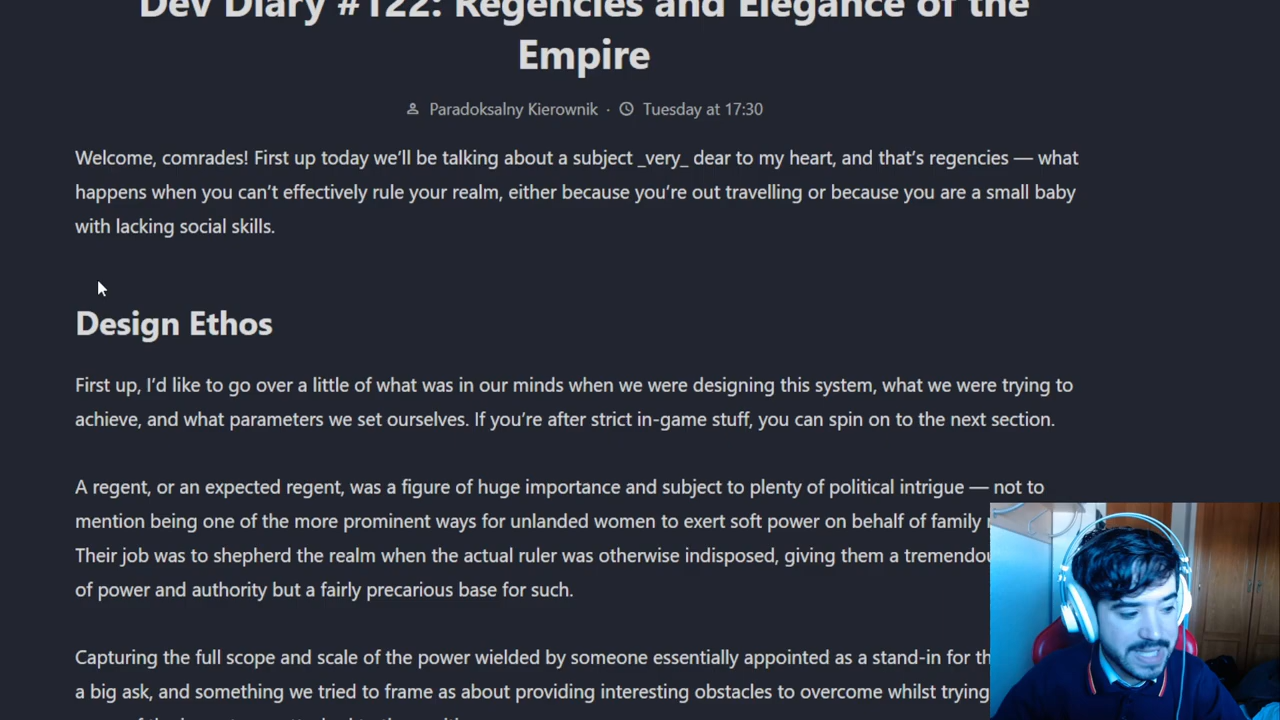 Dev Diary #122: Regencies and Elegance of the
Empire
Paradoksalny Kierownik · Tuesday at 17:30
Welcome, comrades! First up today we’ll be talking about a subject _very_ dear to my heart, and that’s regencies — what
happens when you can’t effectively rule your realm, either because you’re out travelling or because you are a small baby
with lacking social skills.
Design Ethos
First up, I’d like to go over a little of what was in our minds when we were designing this system, what we were trying to
achieve, and what parameters we set ourselves. If you’re after strict in-game stuff, you can spin on to the next section.
A regent, or an expected regent, was a figure of huge importance and subject to plenty of political intrigue — not to
mention being one of the more prominent ways for unlanded women to exert soft power on behalf of family
Their job was to shepherd the realm when the actual ruler was otherwise indisposed, giving them a
of power and authority but a fairly precarious base for such.
Capturing the full scope and scale of the power wielded by someone essentially appointed as a stand-in for
a big ask, and something we tried to frame as about providing interesting obstacles to overcome whilst trying